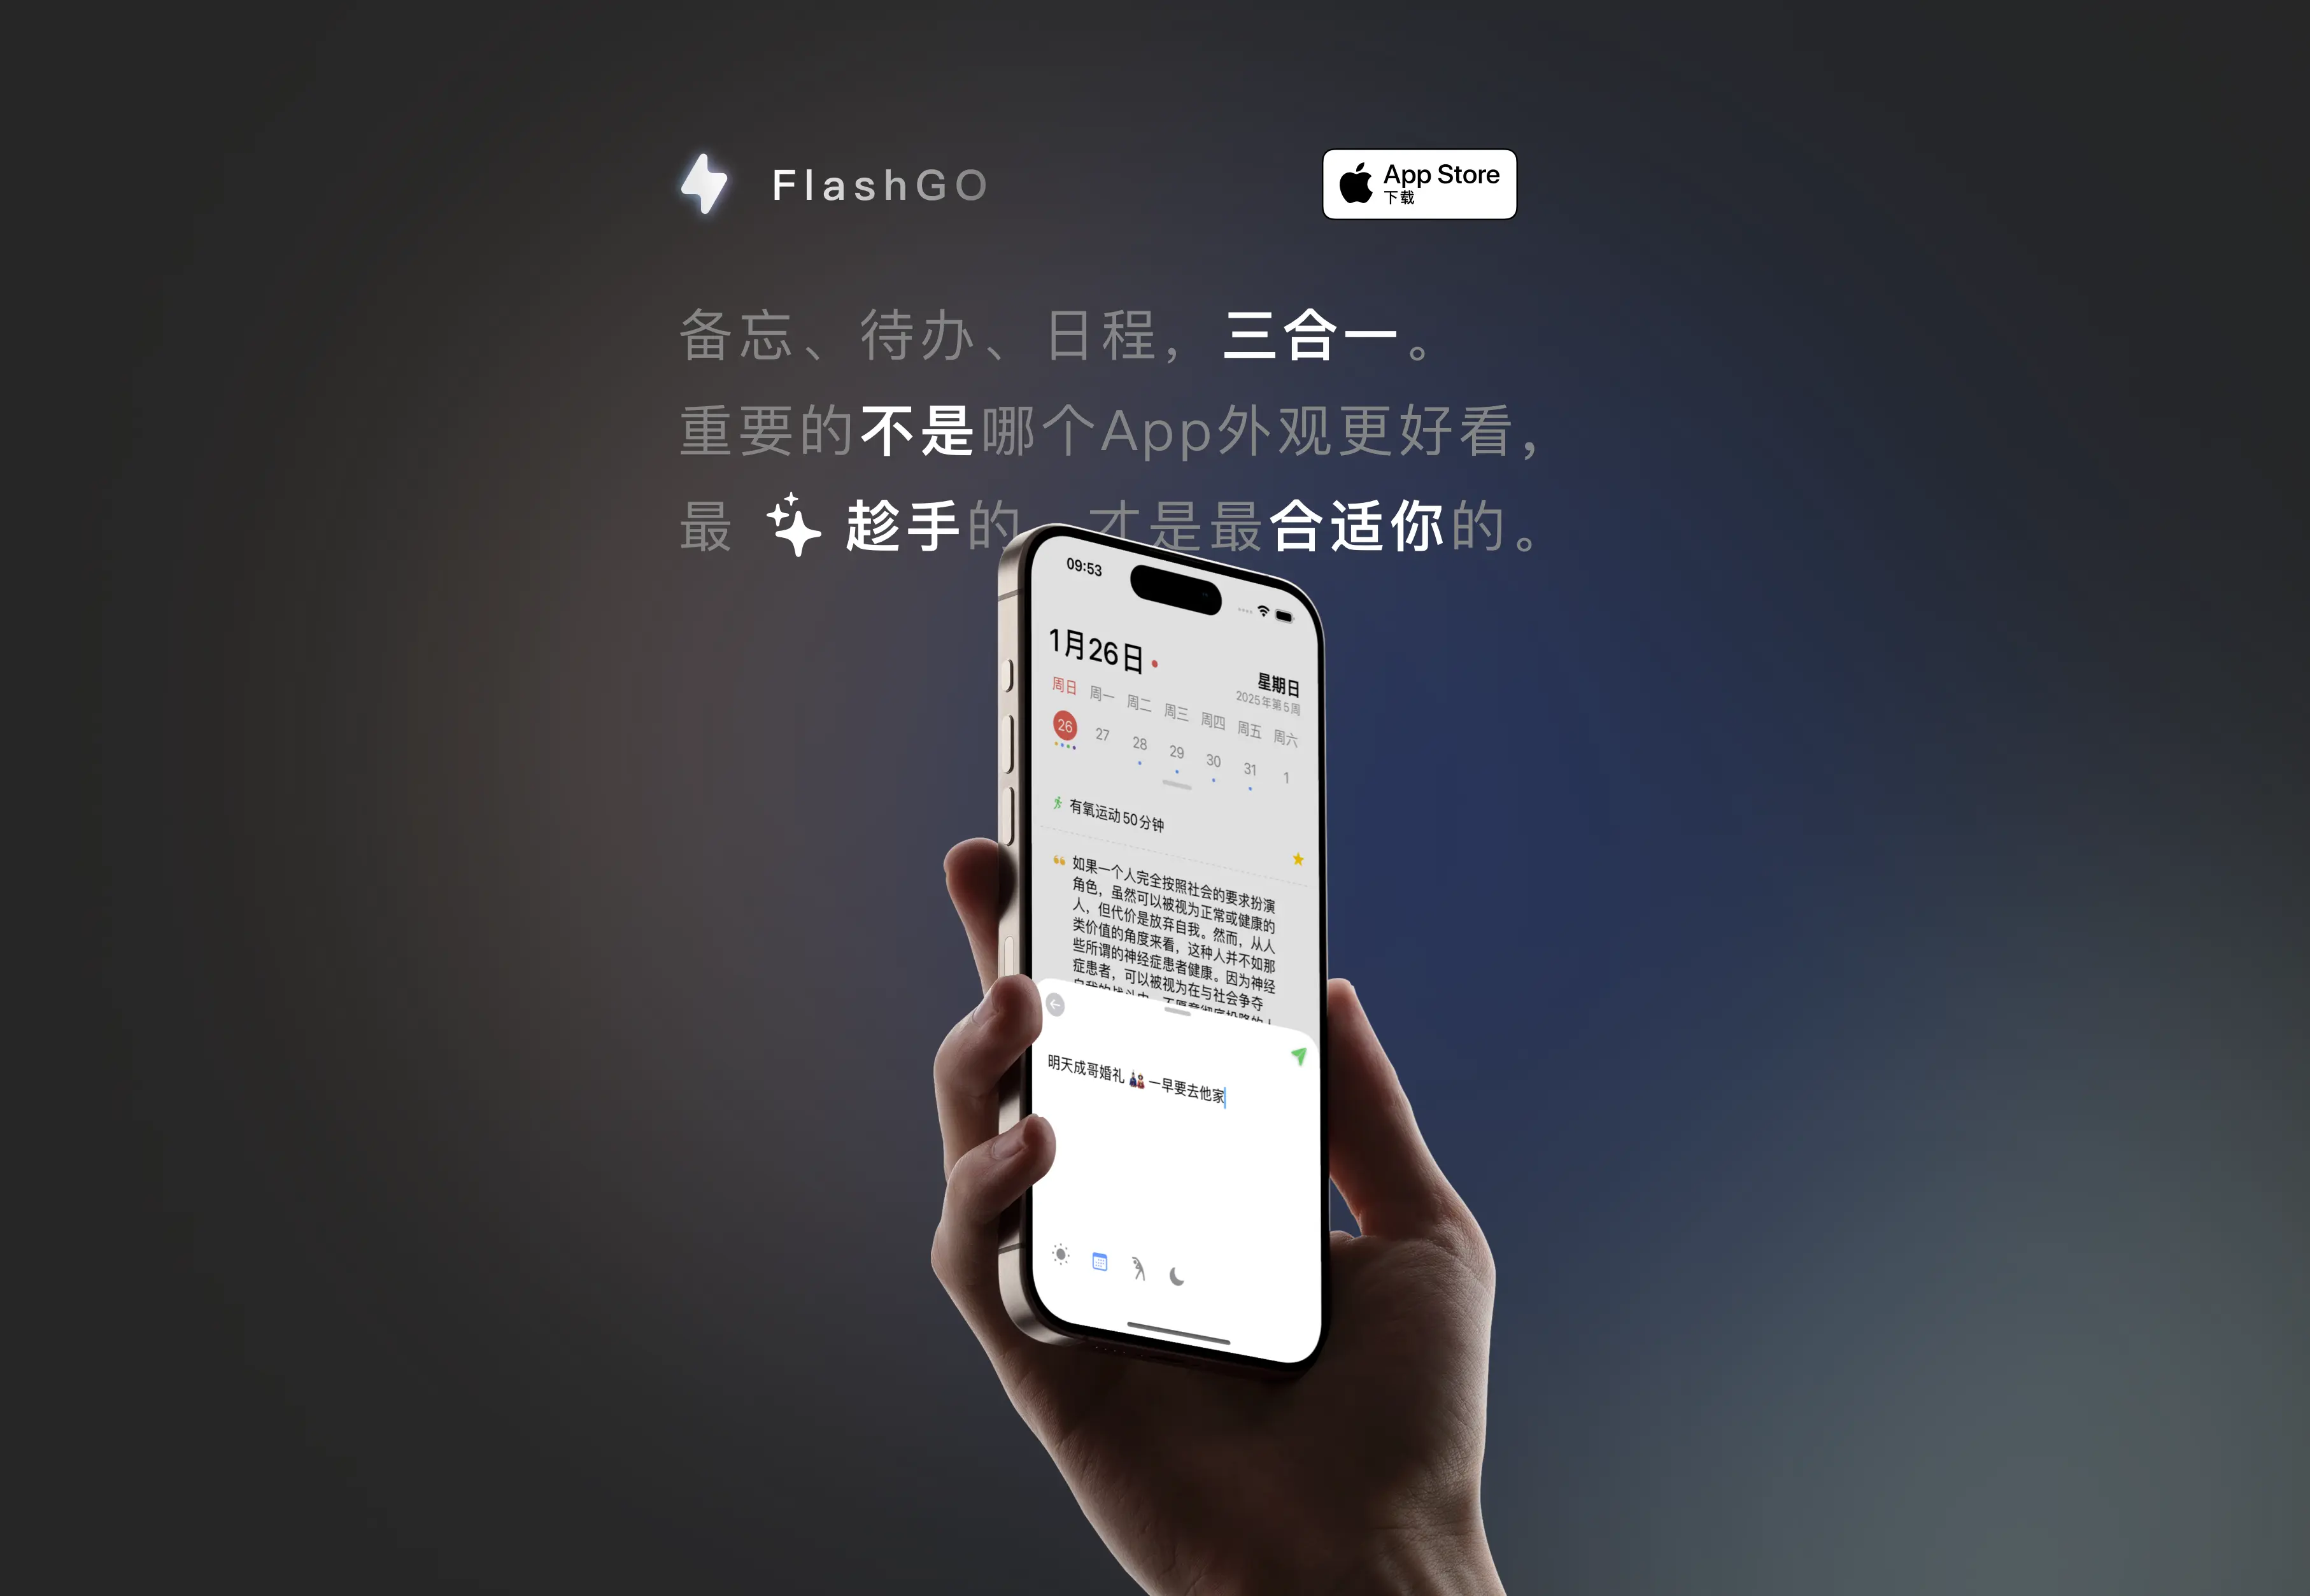 FlashGO
App Store
下载
备忘、待办、日程，三合一。
重要的不是哪个App外观更好看，
最趁手的，才是最合适你的。
09:53
1月26日
星期日
2025年第5周
周日 周一 周二 周三 周四 周五 周六
26 27 28 29 30 31 1
有氧运动50分钟
如果一个人完全按照社会的要求扮演
角色，虽然可以被视为正常或健康的
人，但代价是放弃自我。然而，从人
类价值的角度来看，这种人并不如那
些所谓的神经症患者健康。因为神经
症患者，可以被视为在与社会争夺
明天成哥婚礼 一早要去他家